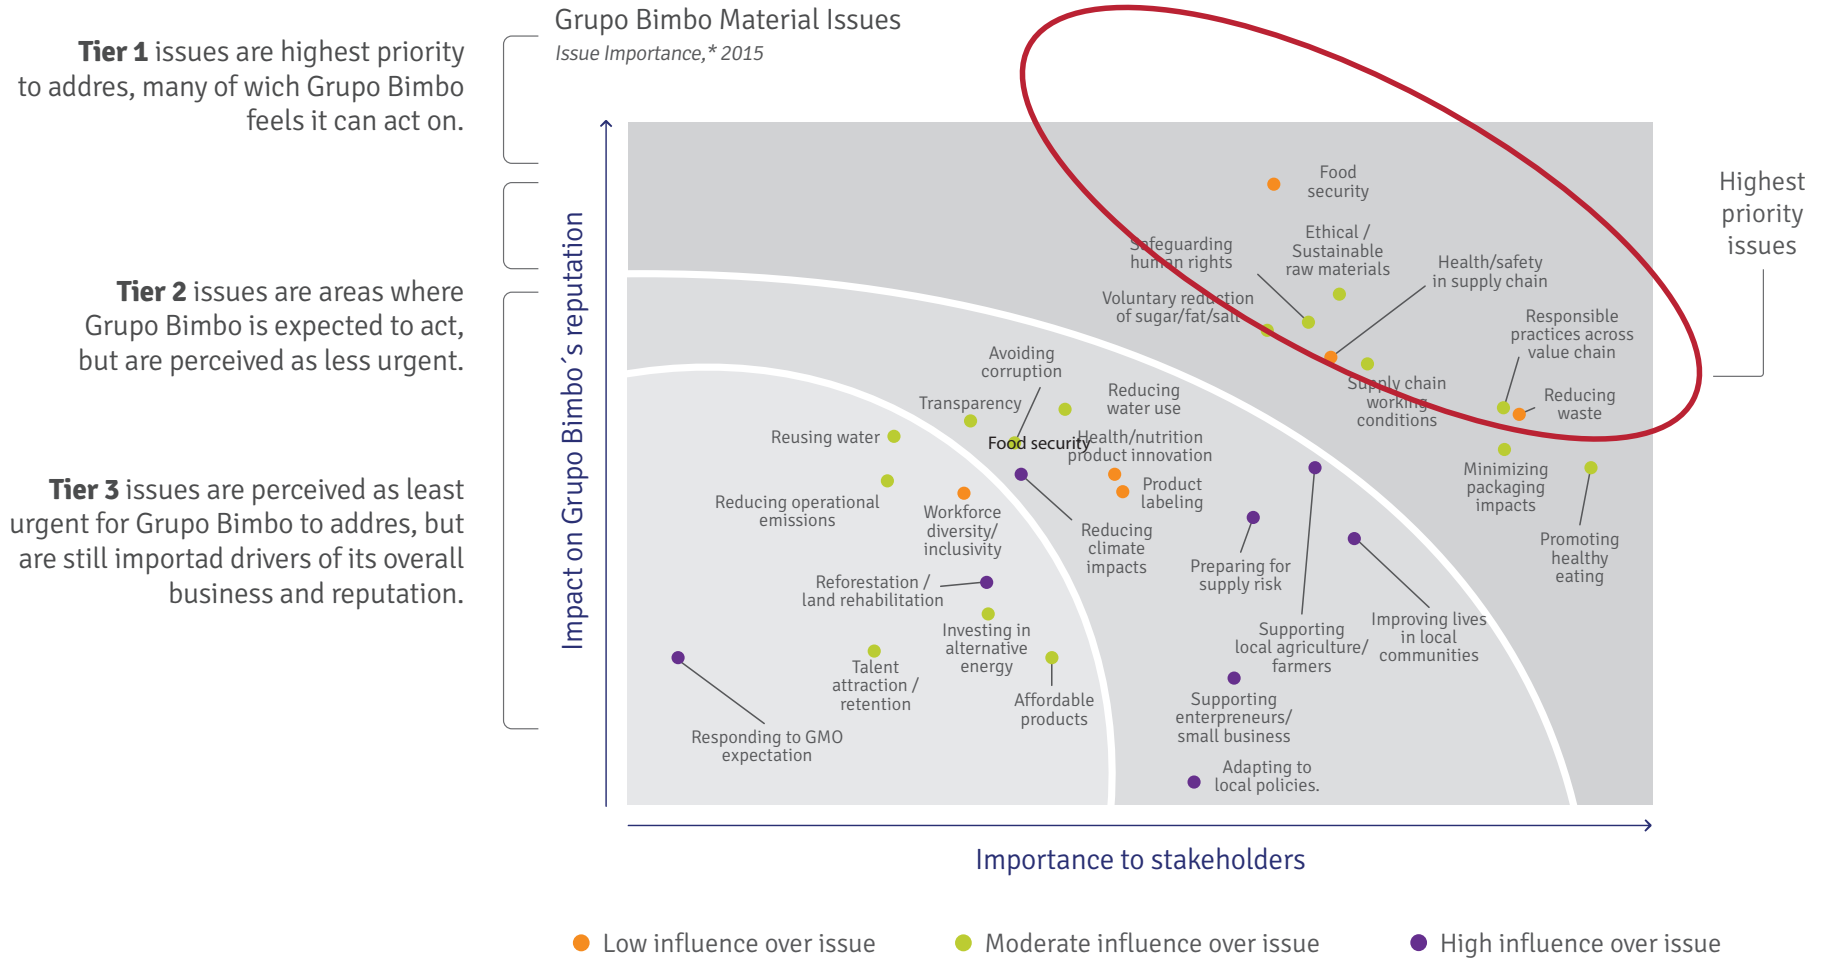 Grupo Bimbo Material Issues
Issue Importance,* 2015
Tier 1 issues are highest priority
to addres, many of wich Grupo Bimbo
feels it can act on.
Tier 2 issues are areas where
Grupo Bimbo is expected to act,
but are perceived as less urgent.
Tier 3 issues are perceived as least
urgent for Grupo Bimbo to addres, but
are still importad drivers of its overall
business and reputation.
Impact on Grupo Bimbo´s reputation
Food
security
Safeguarding
human rights
Ethical /
Sustainable
raw materials
Health/safety
in supply chain
Highest
priority
issues
Voluntary reduction
of sugar/fat/salt
Responsible
practices across
value chain
Avoiding
corruption
Supply chain
working
conditions
Reducing
waste
Transparency
Reducing
water use
Reusing water
Food security
Health/nutrition
product innovation
Product
labeling
Minimizing
packaging
impacts
Reducing operational
emissions
Workforce
diversity/
inclusivity
Reducing
climate
impacts
Preparing for
supply risk
Promoting
healthy
eating
Reforestation /
land rehabilitation
Investing in
alternative
energy
Supporting
local agriculture/
farmers
Improving lives
in local
communities
Talent
attraction /
retention
Affordable
products
Supporting
enterpreneurs/
small business
Responding to GMO
expectation
Adapting to
local policies.
Importance to stakeholders
Low influence over issue
Moderate influence over issue
High influence over issue